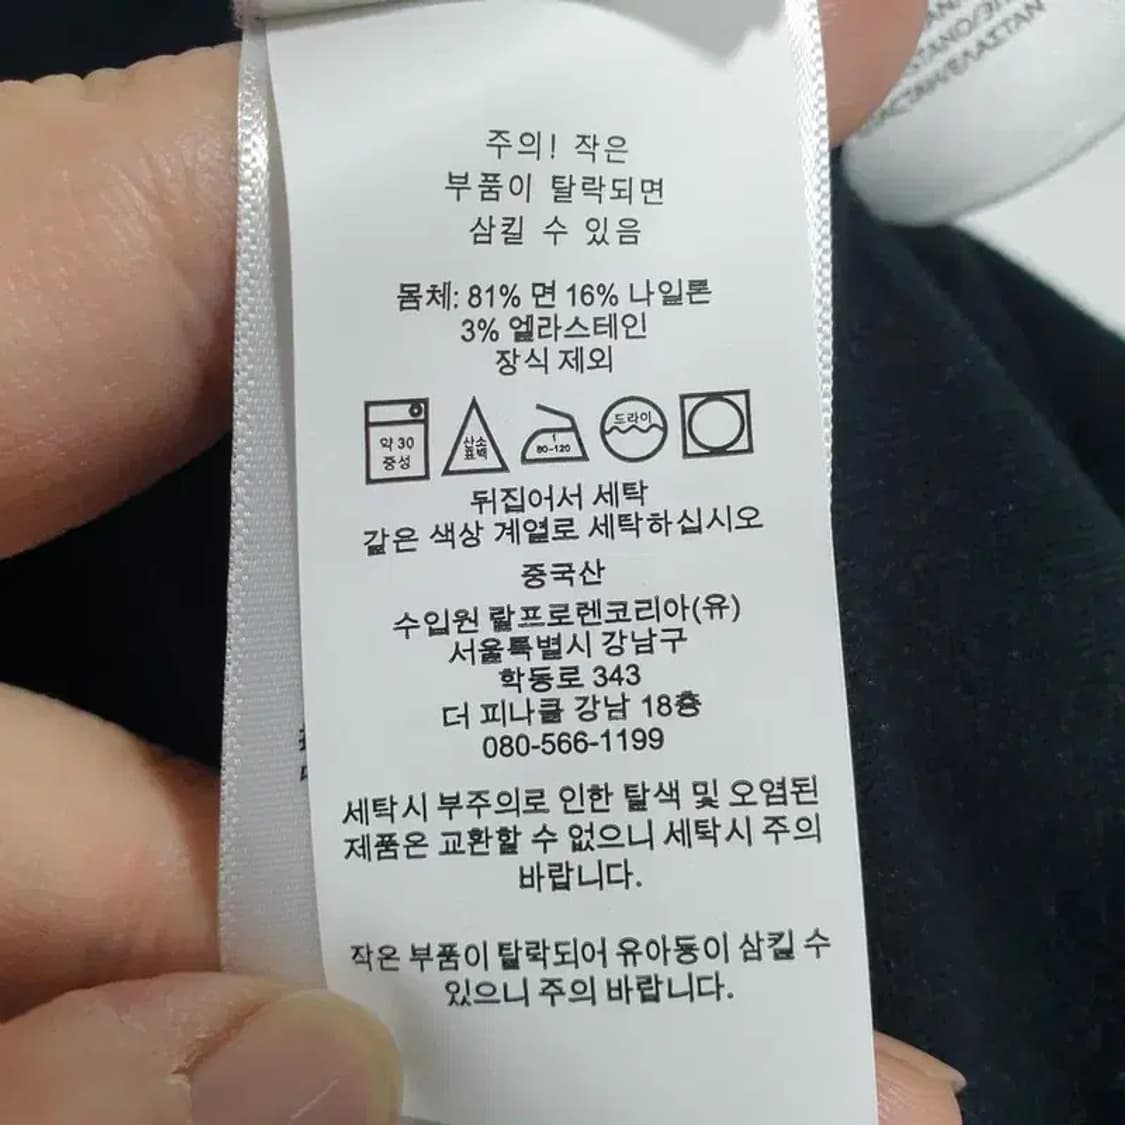 주의! 작은
부품이 탈락되면
삼킬 수 있음
몸체: 81% 면 16% 나일론
3% 엘라스테인
장식 제외
약 30
중성
산소
표백
1
80-120
드라이
뒤집어서 세탁
같은 색상 계열로 세탁하십시오
중국산
수입원 랄프로렌코리아(유)
서울특별시 강남구
학동로 343
더 피나클 강남 18층
080-566-1199
세탁시 부주의로 인한 탈색 및 오염된
제품은 교환할 수 없으니 세탁시 주의
바랍니다.
작은 부품이 탈락되어 유아동이 삼킬 수
있으니 주의 바랍니다.